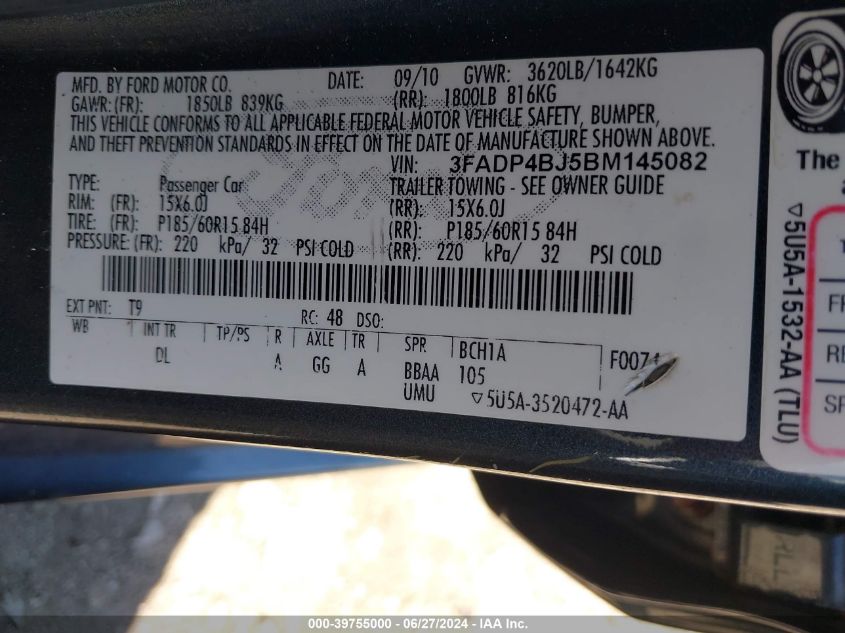 MFD. BY FORD MOTOR CO. DATE: 09/10 GVWR: 3620LB/1642KG
GAWR: (FR): 1850LB 839KG (RR): 1800LB 816KG
THIS VEHICLE CONFORMS TO ALL APPLICABLE FEDERAL MOTOR VEHICLE SAFETY, BUMPER,
AND THEFT PREVENTION STANDARDS IN EFFECT ON THE DATE OF MANUFACTURE SHOWN ABOVE.
VIN: 3FADP4BJ5BM145082
TYPE: Passenger Car TRAILER TOWING - SEE OWNER GUIDE
RIM: (FR): 15X6.0J (RR): 15X6.0J
TIRE: (FR): P185/60R15 84H (RR): P185/60R15 84H
PRESSURE: (FR): 220 kPa/ 32 PSI COLD (RR): 220 kPa/ 32 PSI COLD
EXT PNT: T9 RC: 48 DSO:
WB INT TR TP/PS R AXLE TR SPR BCH1A F0074
DL A GG A BBAA 105
UMU ▽5U5A-3520472-AA
The
▽5U5A-1532-AA (TLU)
ALL
000-39755000 - 06/27/2024 - IAA Inc.